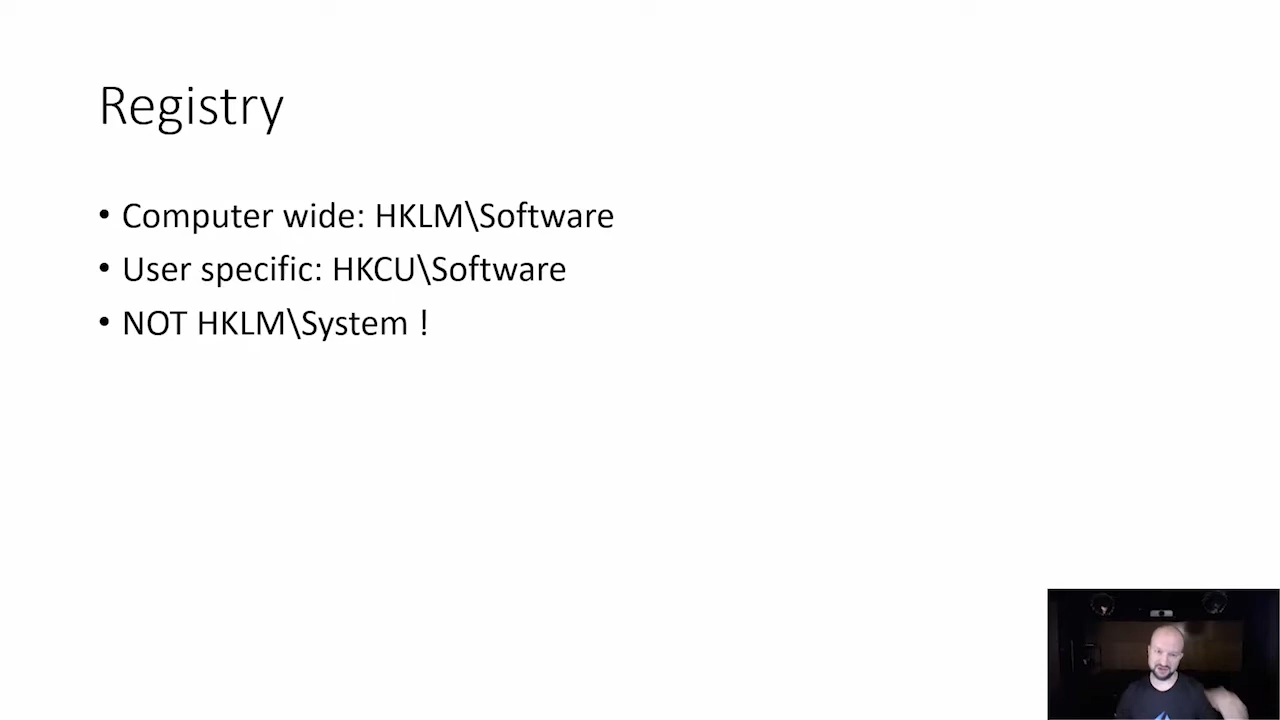 Registry
• Computer wide: HKLM\Software
• User specific: HKCU\Software
• NOT HKLM\System !